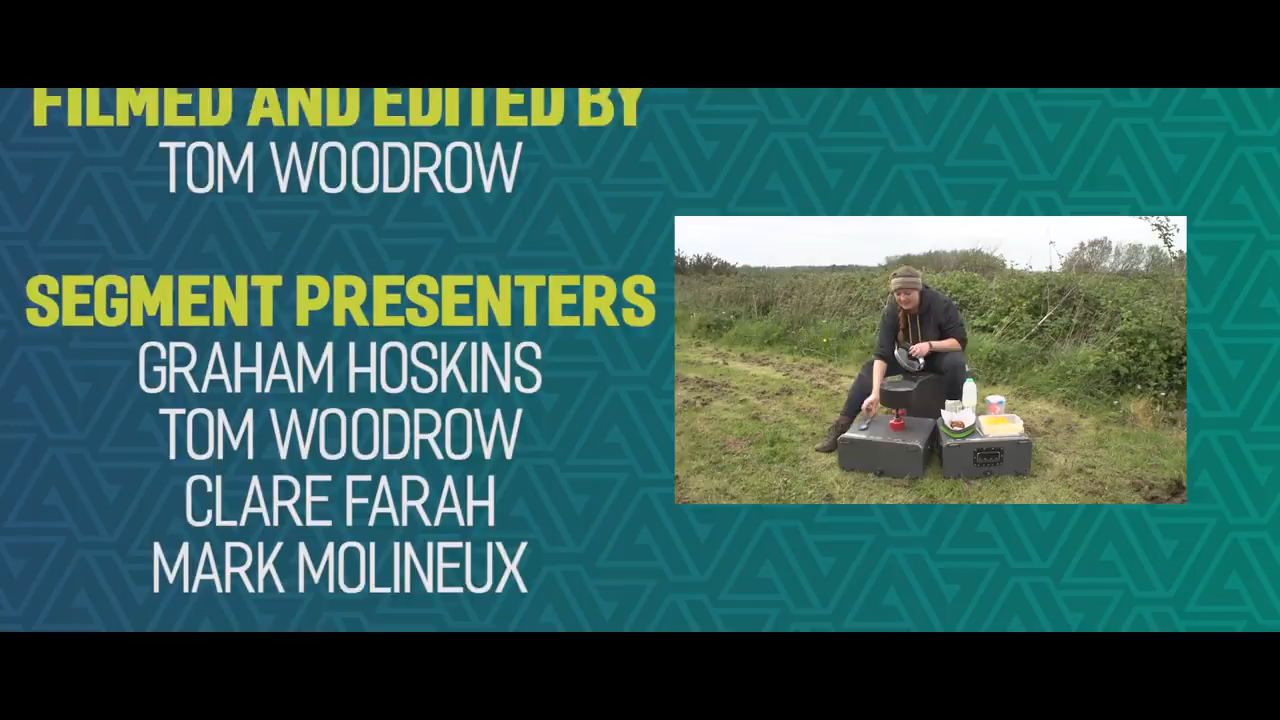 FILMED AND EDITED BY
TOM WOODROW
SEGMENT PRESENTERS
GRAHAM HOSKINS
TOM WOODROW
CLARE FARAH
MARK MOLINEUX